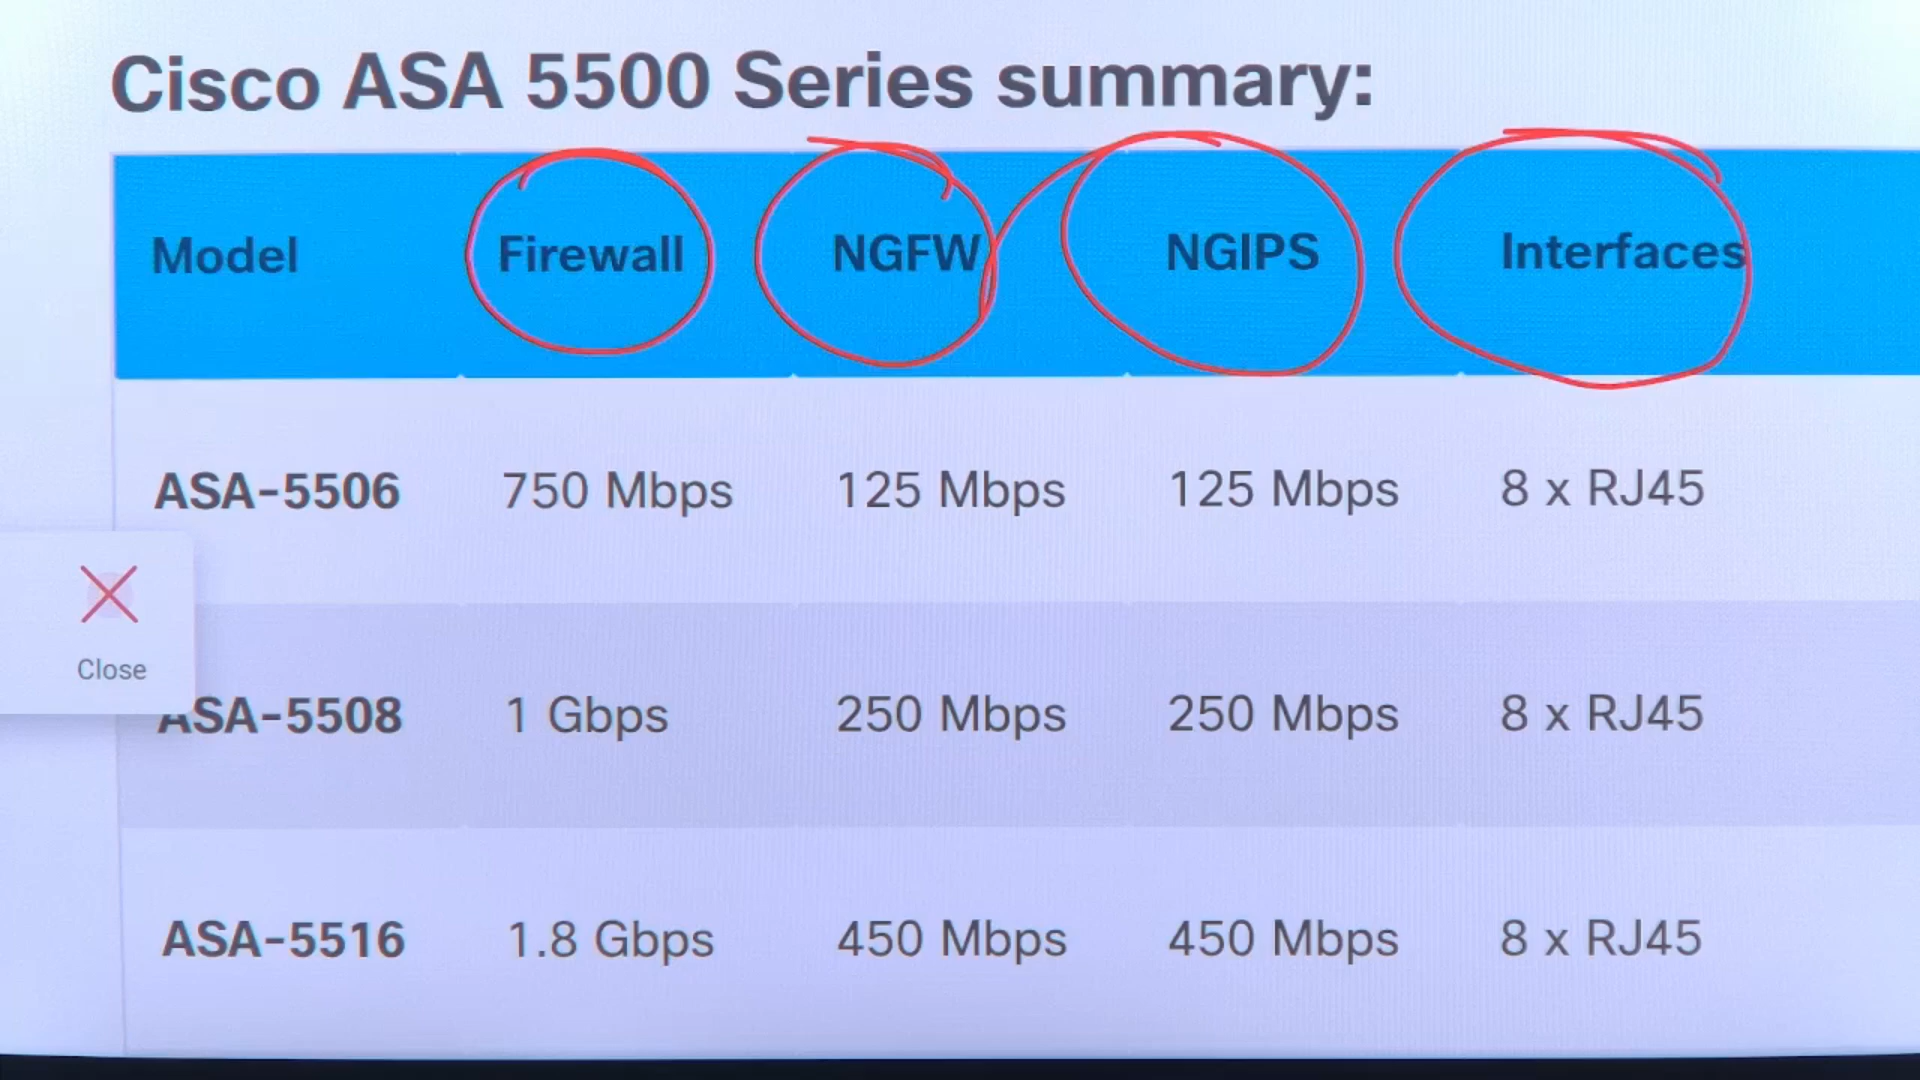 Cisco ASA 5500 Series summary:
Model Firewall NGFW NGIPS Interfaces
ASA-5506 750 Mbps 125 Mbps 125 Mbps 8 x RJ45
Close
ASA-5508 1 Gbps 250 Mbps 250 Mbps 8 x RJ45
ASA-5516 1.8 Gbps 450 Mbps 450 Mbps 8 x RJ45